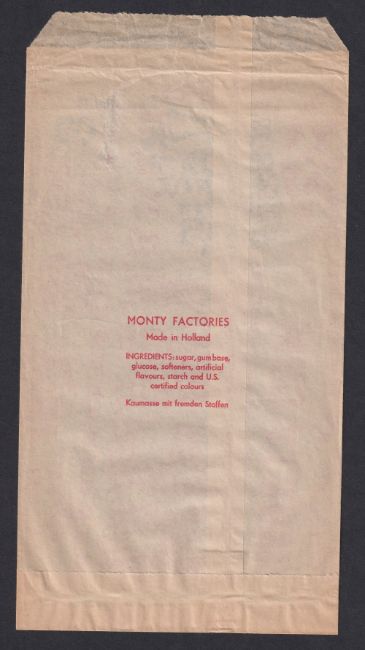 MONTY FACTORIES
Made in Holland
INGREDIENTS: sugar, gum base,
glucose, softeners, artificial
flavours, starch and U.S.
certified colours
Kaumasse mit fremden Stoffen